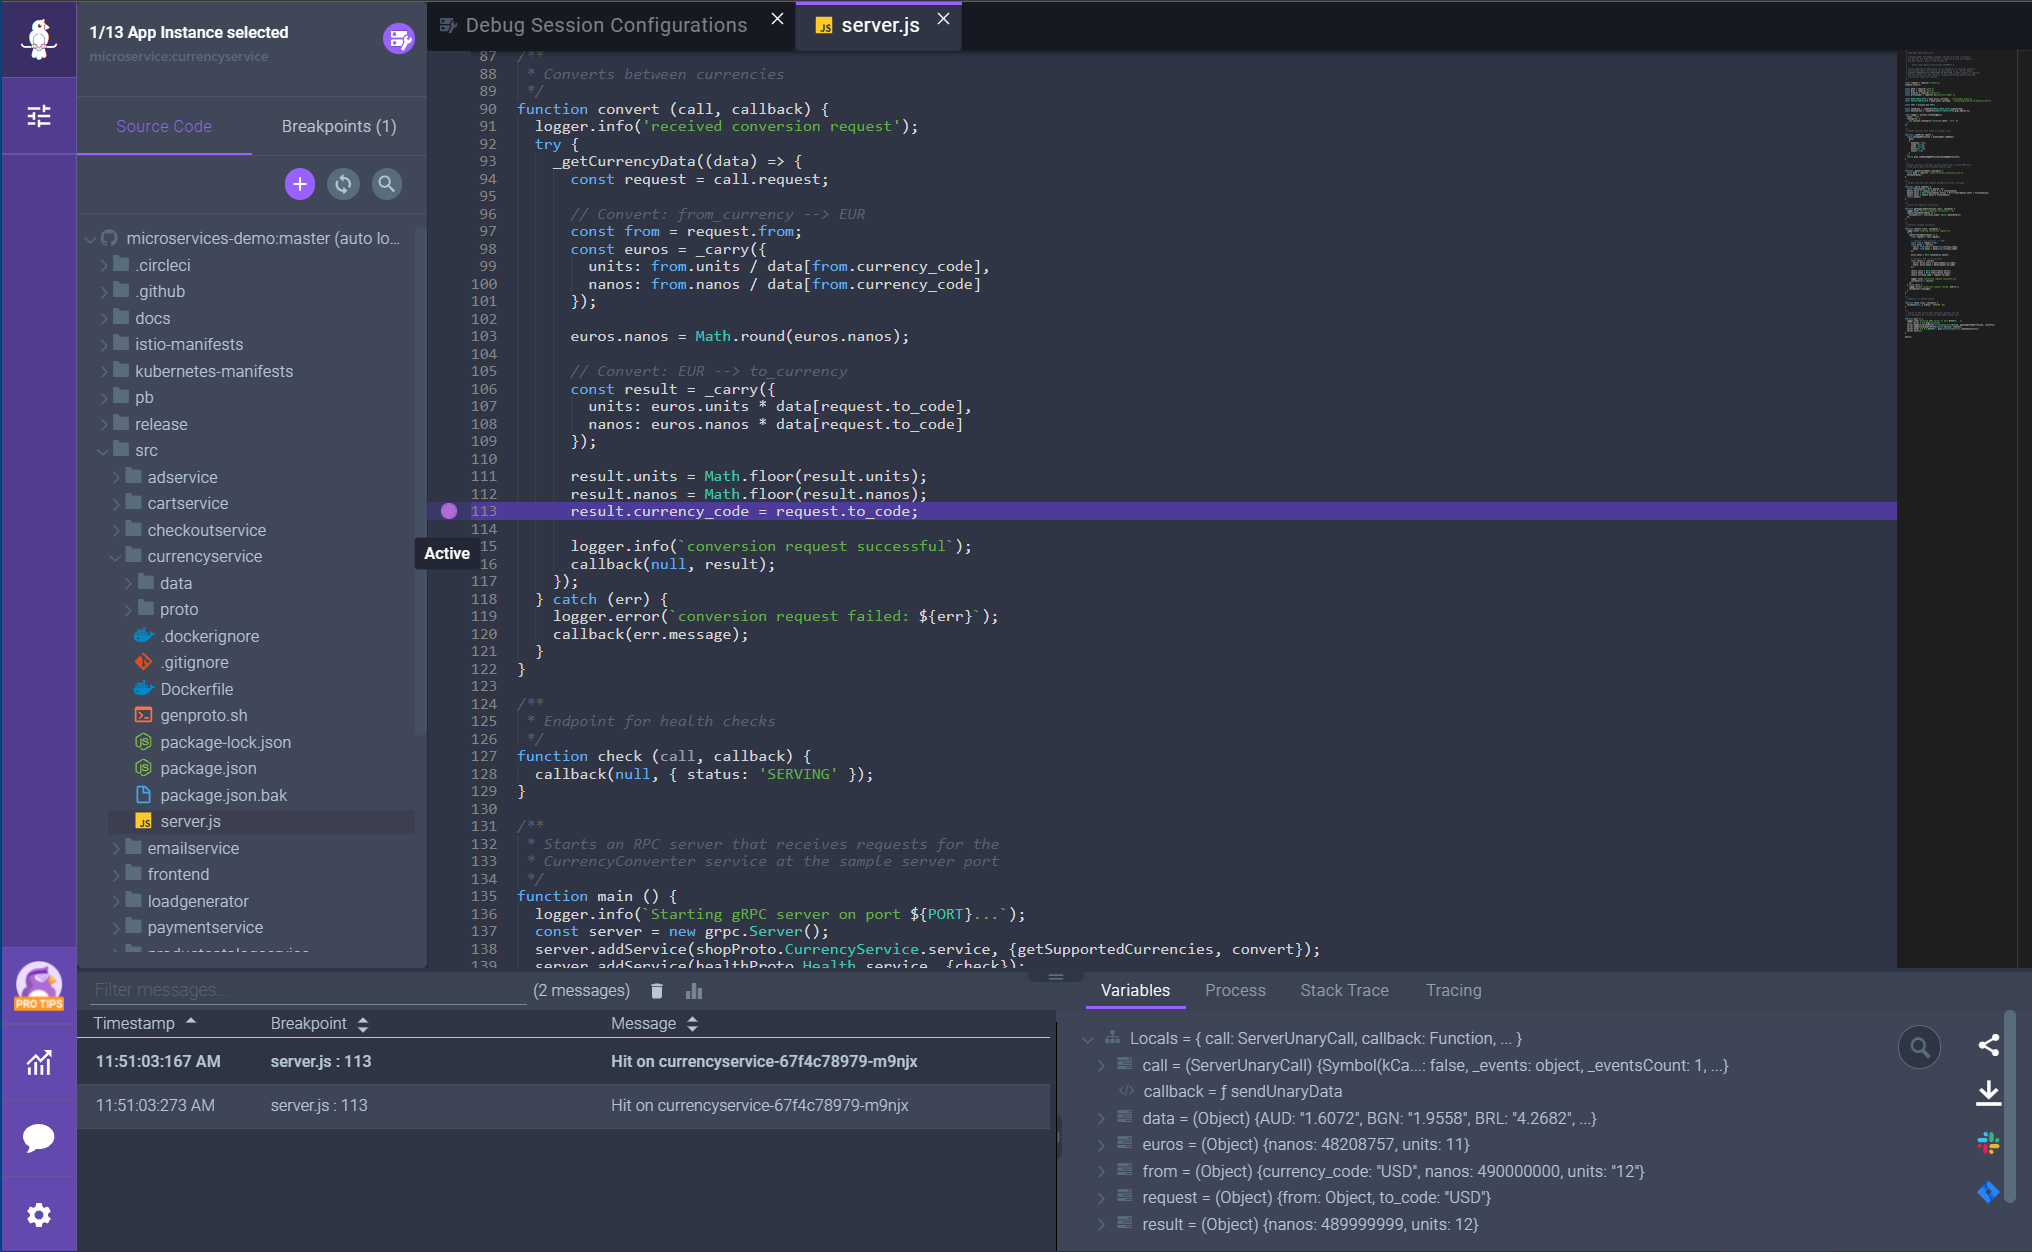 1/13 App Instance selected
microservice:currencyservice
Source Code
Breakpoints (1)
microservices-demo:master (auto lo...
.circleci
.github
docs
istio-manifests
kubernetes-manifests
pb
release
src
adservice
cartservice
checkoutservice
currencyservice
data
proto
.dockerignore
.gitignore
Dockerfile
genproto.sh
package-lock.json
package.json
package.json.bak
server.js
emailservice
frontend
loadgenerator
paymentservice
PRO TIPS
Debug Session Configurations
server.js
87 /**
88 * Converts between currencies
89 */
90 function convert (call, callback) {
91 logger.info('received conversion request');
92 try {
93 _getCurrencyData((data) => {
94 const request = call.request;
95
96 // Convert: from_currency --> EUR
97 const from = request.from;
98 const euros = _carry({
99 units: from.units / data[from.currency_code],
100 nanos: from.nanos / data[from.currency_code]
101 });
102
103 euros.nanos = Math.round(euros.nanos);
104
105 // Convert: EUR --> to_currency
106 const result = _carry({
107 units: euros.units * data[request.to_code],
108 nanos: euros.nanos * data[request.to_code]
109 });
110
111 result.units = Math.floor(result.units);
112 result.nanos = Math.floor(result.nanos);
113 result.currency_code = request.to_code;
114
Active
15 logger.info(`conversion request successful`);
16 callback(null, result);
117 });
118 } catch (err) {
119 logger.error(`conversion request failed: ${err}`);
120 callback(err.message);
121 }
122 }
123
124 /**
125 * Endpoint for health checks
126 */
127 function check (call, callback) {
128 callback(null, { status: 'SERVING' });
129 }
130
131 /**
132 * Starts an RPC server that receives requests for the
133 * CurrencyConverter service at the sample server port
134 */
135 function main () {
136 logger.info(`Starting gRPC server on port ${PORT}...`);
137 const server = new grpc.Server();
138 server.addService(shopProto.CurrencyService.service, {getSupportedCurrencies, convert});
139 server.addService(healthProto.Health.service, {check});
Filter messages...
(2 messages)
Timestamp
Breakpoint
Message
11:51:03:167 AM
server.js : 113
Hit on currencyservice-67f4c78979-m9njx
11:51:03:273 AM
server.js : 113
Hit on currencyservice-67f4c78979-m9njx
Variables
Process
Stack Trace
Tracing
Locals = { call: ServerUnaryCall, callback: Function, ... }
call = (ServerUnaryCall) {Symbol(kCa...: false, _events: object, _eventsCount: 1, ...}
callback = ƒ sendUnaryData
data = (Object) {AUD: "1.6072", BGN: "1.9558", BRL: "4.2682", ...}
euros = (Object) {nanos: 48208757, units: 11}
from = (Object) {currency_code: "USD", nanos: 490000000, units: "12"}
request = (Object) {from: Object, to_code: "USD"}
result = (Object) {nanos: 489999999, units: 12}